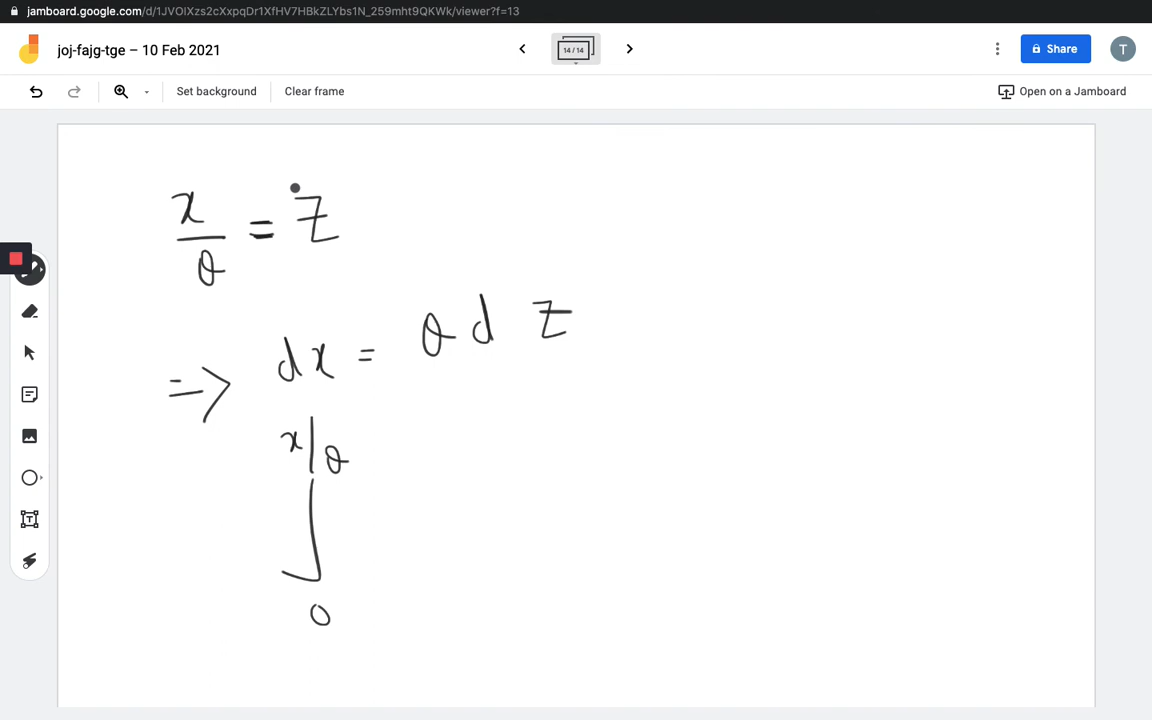 jamboard.google.com/d/1JVOIXzs2cXxpqDr1XfHV7HBkZLYbs1N_259mht9QKWk/viewer?f=13
joj-fajg-tge – 10 Feb 2021
14 / 14
Share
T
Set background
Clear frame
Open on a Jamboard
x/θ = z
=> dx = θ d z
x/θ
∫
0